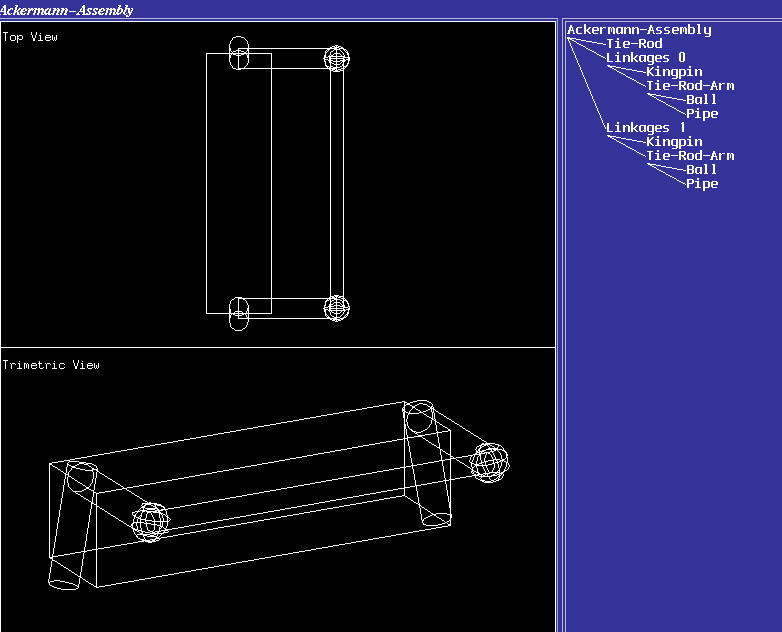 Ackermann-Assembly
Top View
Trimetric View
Ackermann-Assembly
Tie-Rod
Linkages 0
Kingpin
Tie-Rod-Arm
Ball
Pipe
Linkages 1
Kingpin
Tie-Rod-Arm
Ball
Pipe